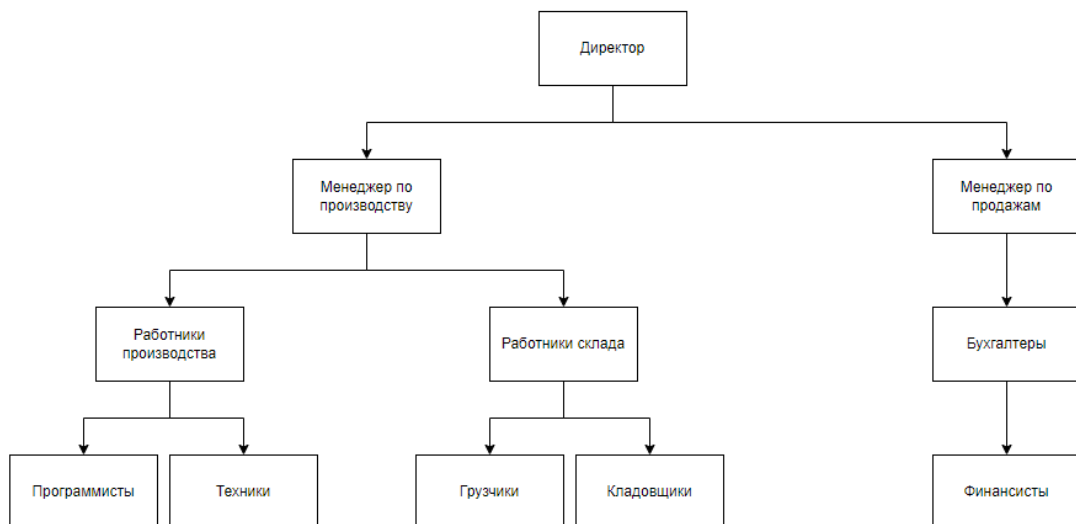 Директор
Менеджер по
производству
Менеджер по
продажам
Работники
производства
Работники склада
Бухгалтеры
Программисты
Техники
Грузчики
Кладовщики
Финансисты